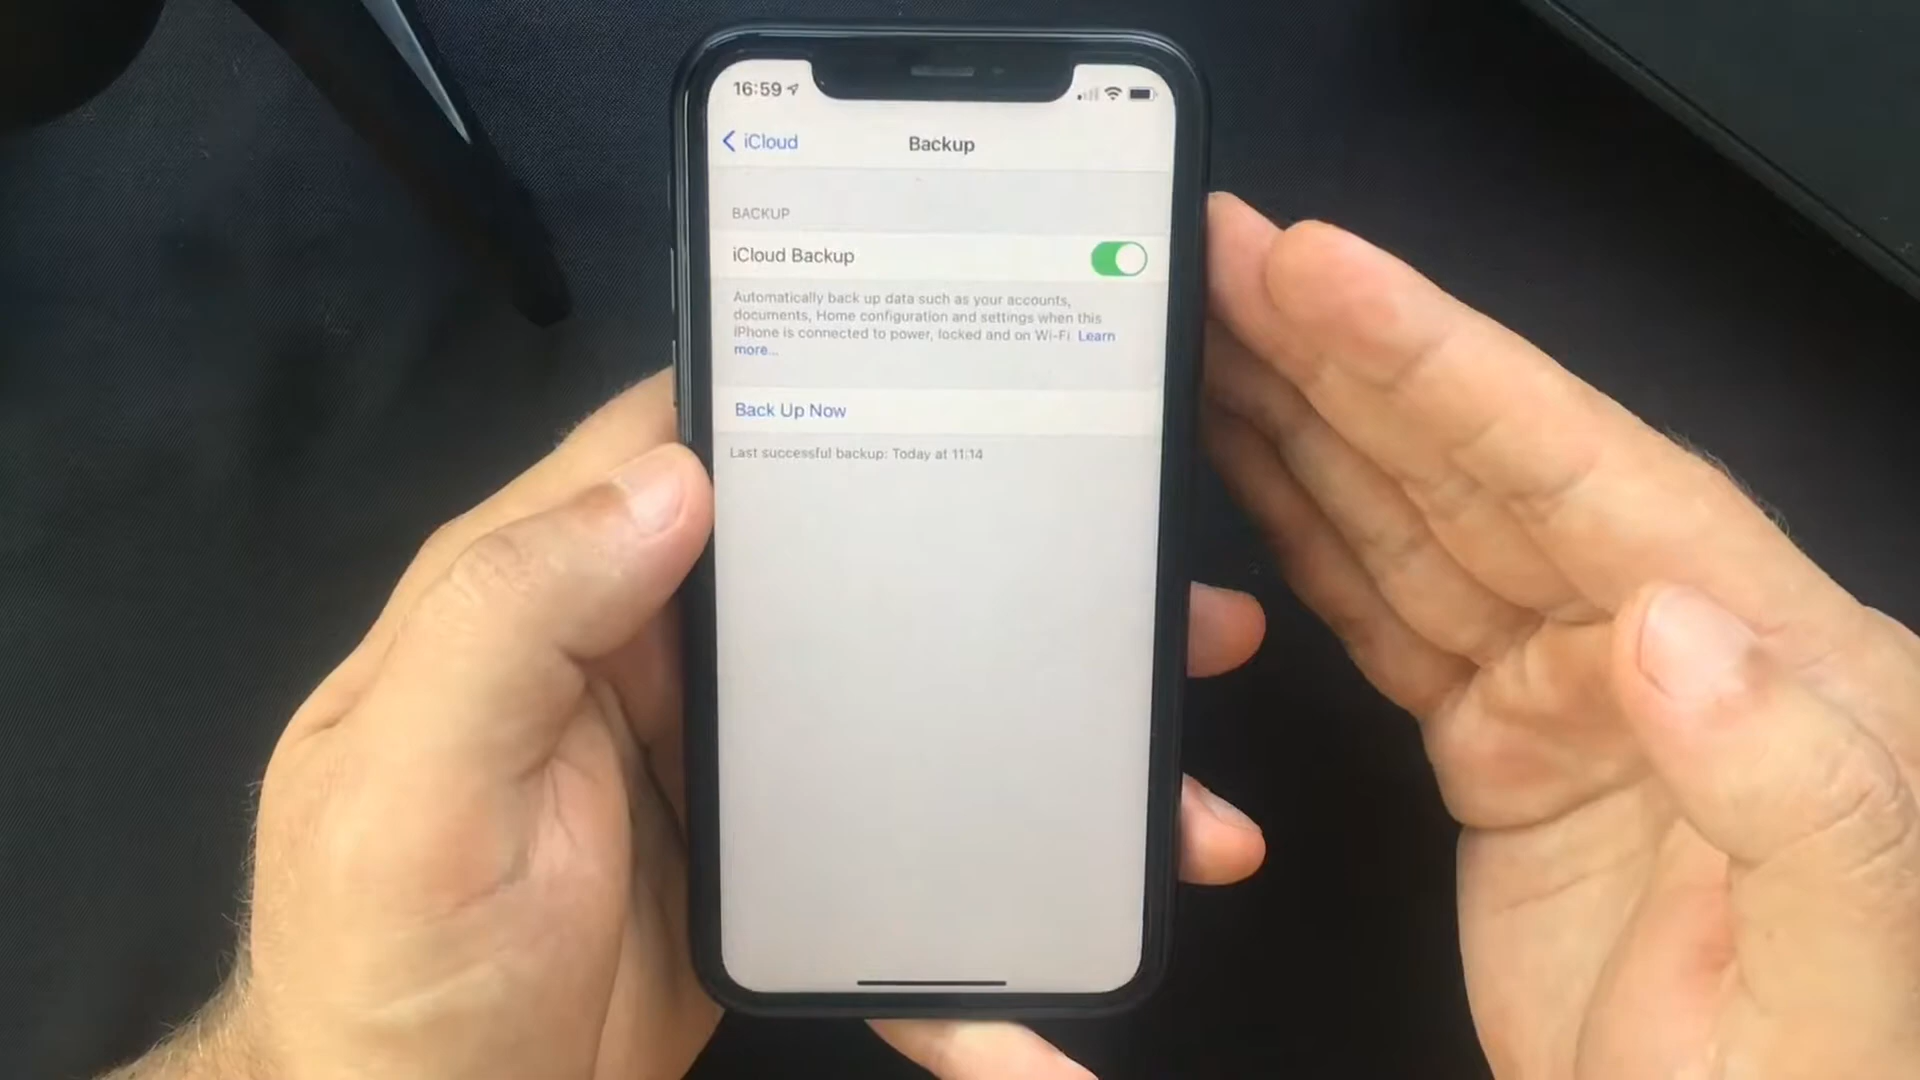 16:59
iCloud
Backup
BACKUP
iCloud Backup
Automatically back up data such as your accounts,
documents, Home configuration and settings when this
iPhone is connected to power, locked and on Wi-Fi. Learn
more...
Back Up Now
Last successful backup: Today at 11:14